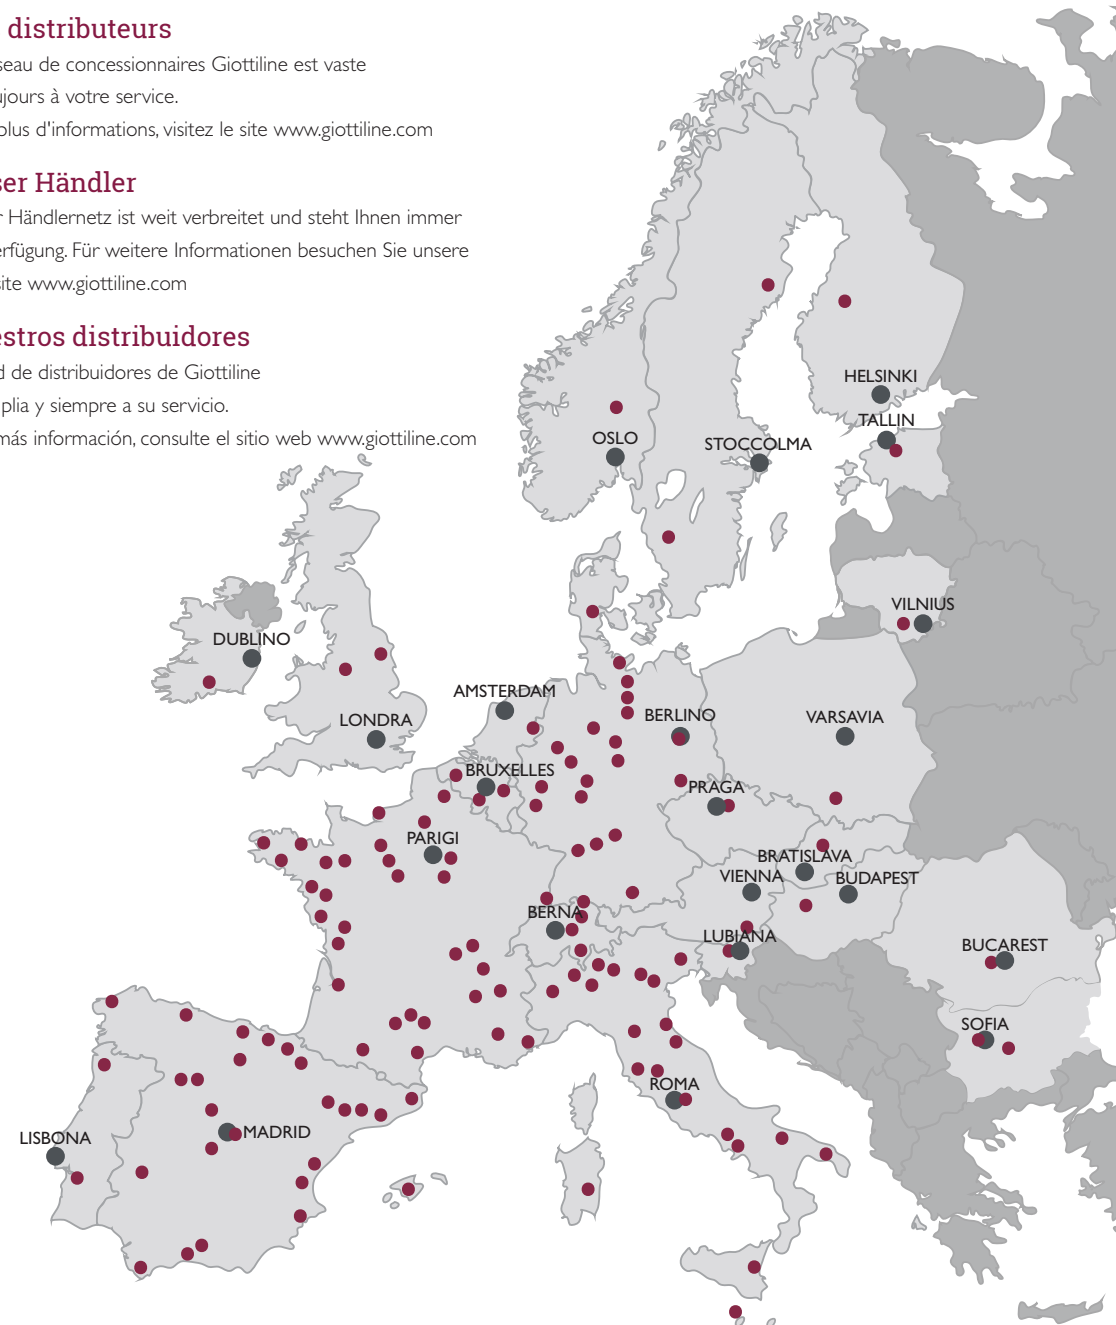 distributeurs
seau de concessionnaires Giottiline est vaste
ujours à votre service.
plus d'informations, visitez le site www.giottiline.com
ser Händler
r Händlernetz ist weit verbreitet und steht Ihnen immer
erfügung. Für weitere Informationen besuchen Sie unsere
site www.giottiline.com
estros distribuidores
d de distribuidores de Giottiline
plia y siempre a su servicio.
más información, consulte el sitio web www.giottiline.com
HELSINKI
TALLIN
OSLO
STOCCOLMA
VILNIUS
DUBLINO
AMSTERDAM
LONDRA
BERLINO
VARSAVIA
BRUXELLES
PRAGA
PARIGI
BRATISLAVA
VIENNA
BUDAPEST
BERNA
LUBIANA
BUCAREST
SOFIA
ROMA
MADRID
LISBONA